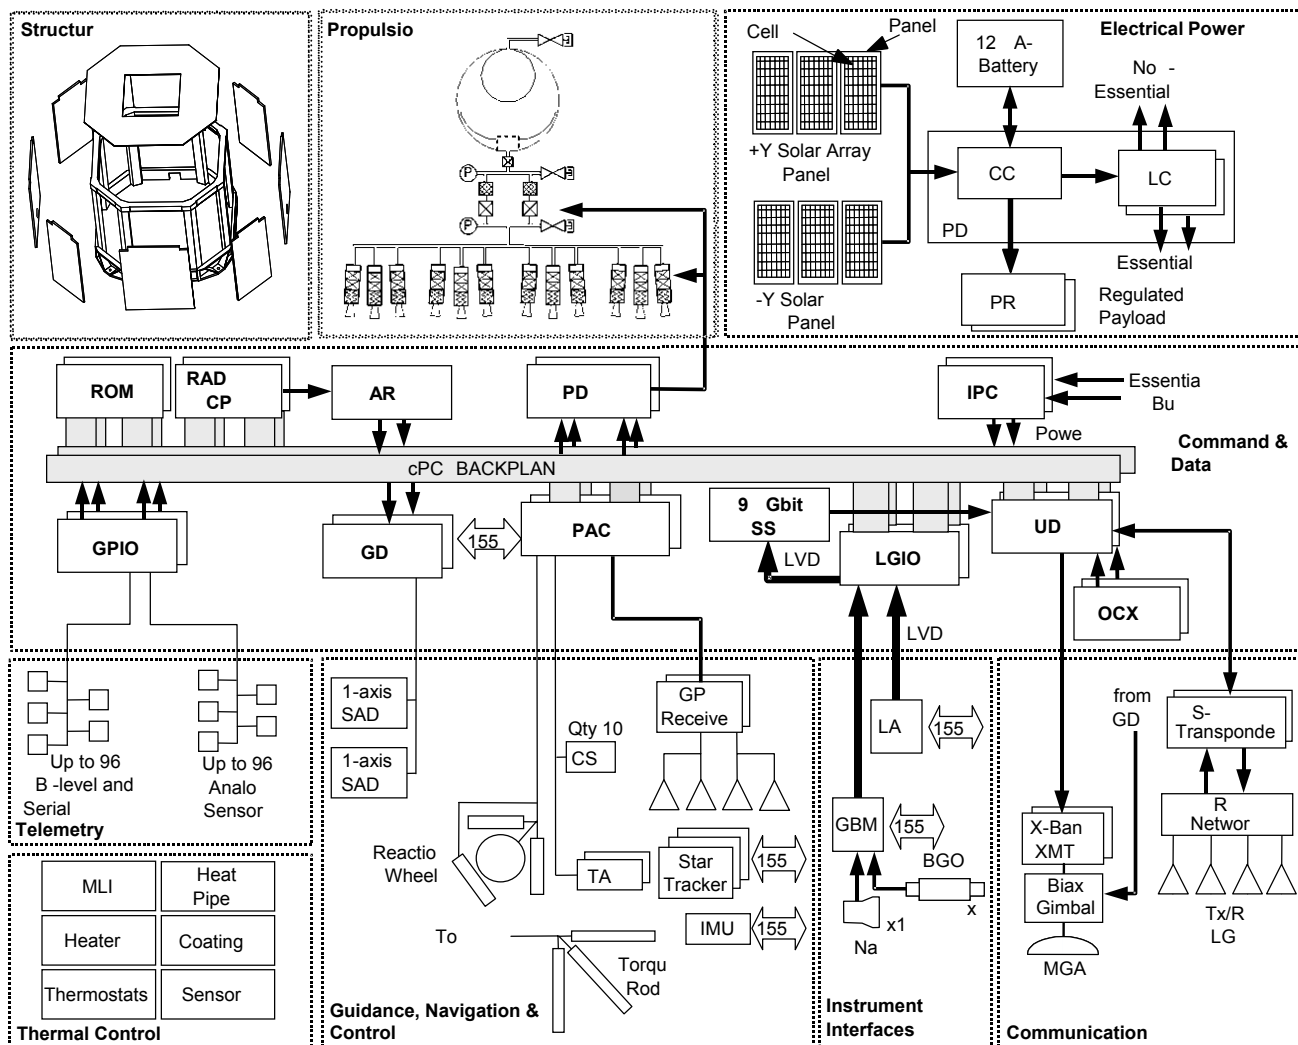 Structur
Propulsio
P
P
Cell
Panel
12 A-
Battery
Electrical Power
No -
Essential
+Y Solar Array
Panel
CC
LC
PD
Essential
-Y Solar
Panel
PR
Regulated
Payload
ROM
RAD
CP
AR
PD
IPC
Essentia
Bu
Powe
Command &
Data
cPC BACKPLAN
GPIO
GD
155
PAC
9 Gbit
SS
LVD
LGIO
UD
OCX
LVD
Up to 96
B -level and
Serial
Up to 96
Analo
Sensor
Telemetry
1-axis
SAD
1-axis
SAD
Qty 10
CS
GP
Receive
Reactio
Wheel
TA
Star
Tracker
155
IMU
155
To
Torqu
Rod
Guidance, Navigation &
Control
LA
155
GBM
155
BGO
x
x1
Na
Instrument
Interfaces
from
GD
S-
Transponde
R
Networ
X-Ban
XMT
Biax
Gimbal
MGA
Tx/R
LG
Communication
MLI
Heat
Pipe
Heater
Coating
Thermostats
Sensor
Thermal Control